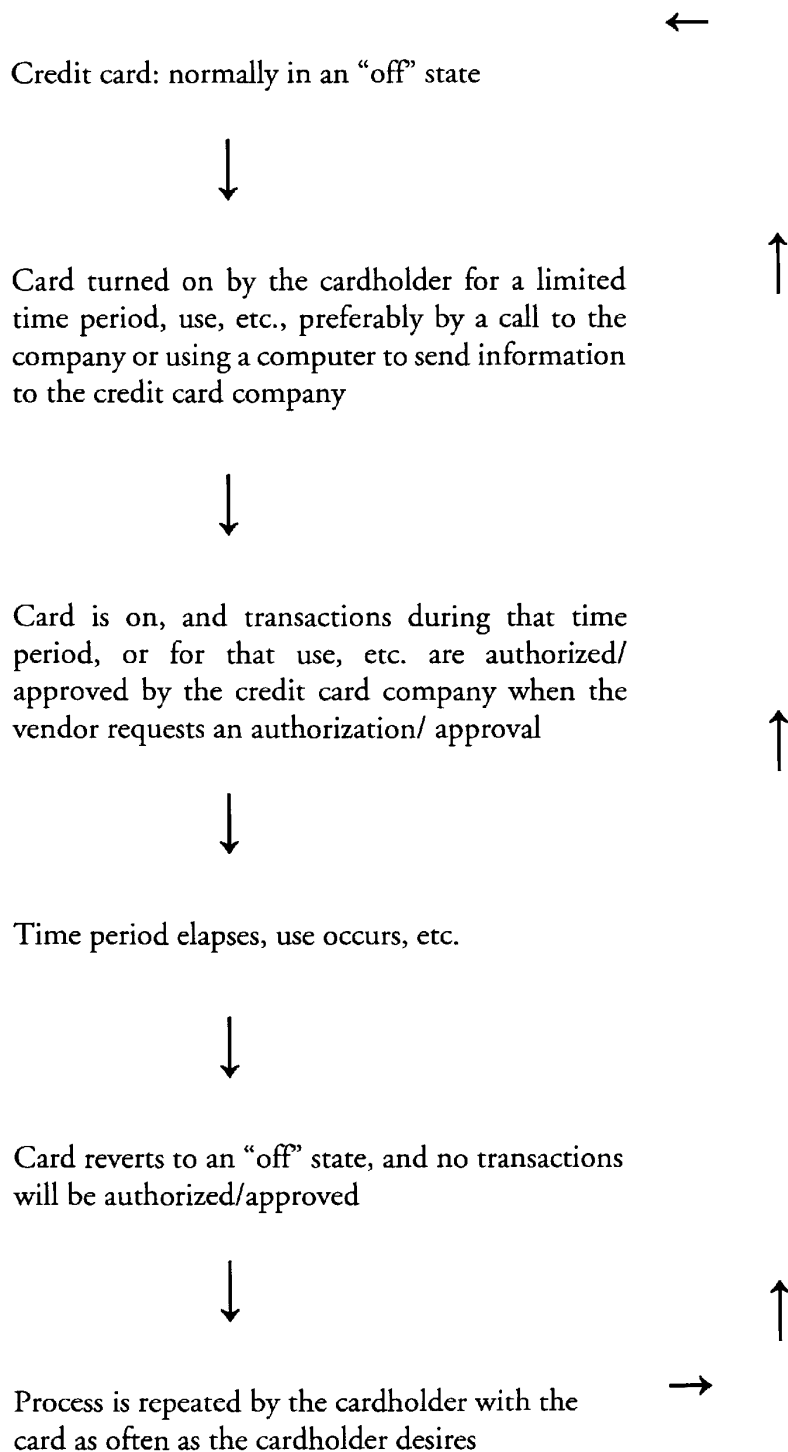 Credit card: normally in an “off” state
Card turned on by the cardholder for a limited
time period, use, etc., preferably by a call to the
company or using a computer to send information
to the credit card company
Card is on, and transactions during that time
period, or for that use, etc. are authorized/
approved by the credit card company when the
vendor requests an authorization/ approval
Time period elapses, use occurs, etc.
Card reverts to an “off” state, and no transactions
will be authorized/approved
Process is repeated by the cardholder with the
card as often as the cardholder desires